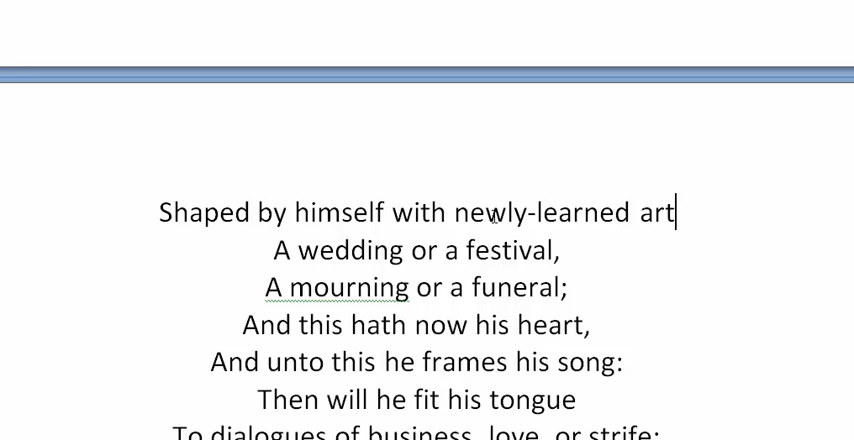 Shaped by himself with newly-learned art
A wedding or a festival,
A mourning or a funeral;
And this hath now his heart,
And unto this he frames his song:
Then will he fit his tongue
To dialogues of business, love, or strife;